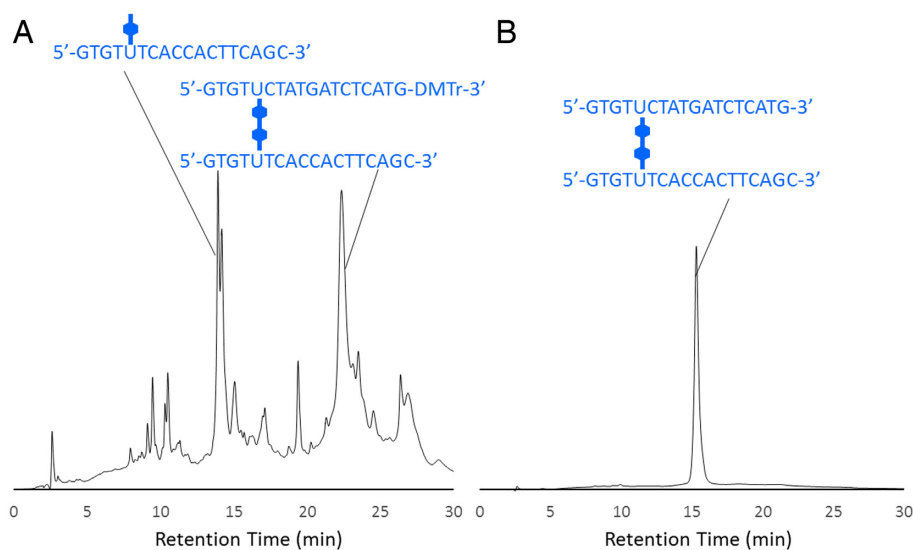 A
5’-GTGTUTCACCACTTCAGC-3’
5’-GTGTUCTATGATCTCATG-DMTr-3’
5’-GTGTUTCACCACTTCAGC-3’
0 5 10 15 20 25 30
Retention Time (min)
B
5’-GTGTUCTATGATCTCATG-3’
5’-GTGTUTCACCACTTCAGC-3’
0 5 10 15 20 25 30
Retention Time (min)